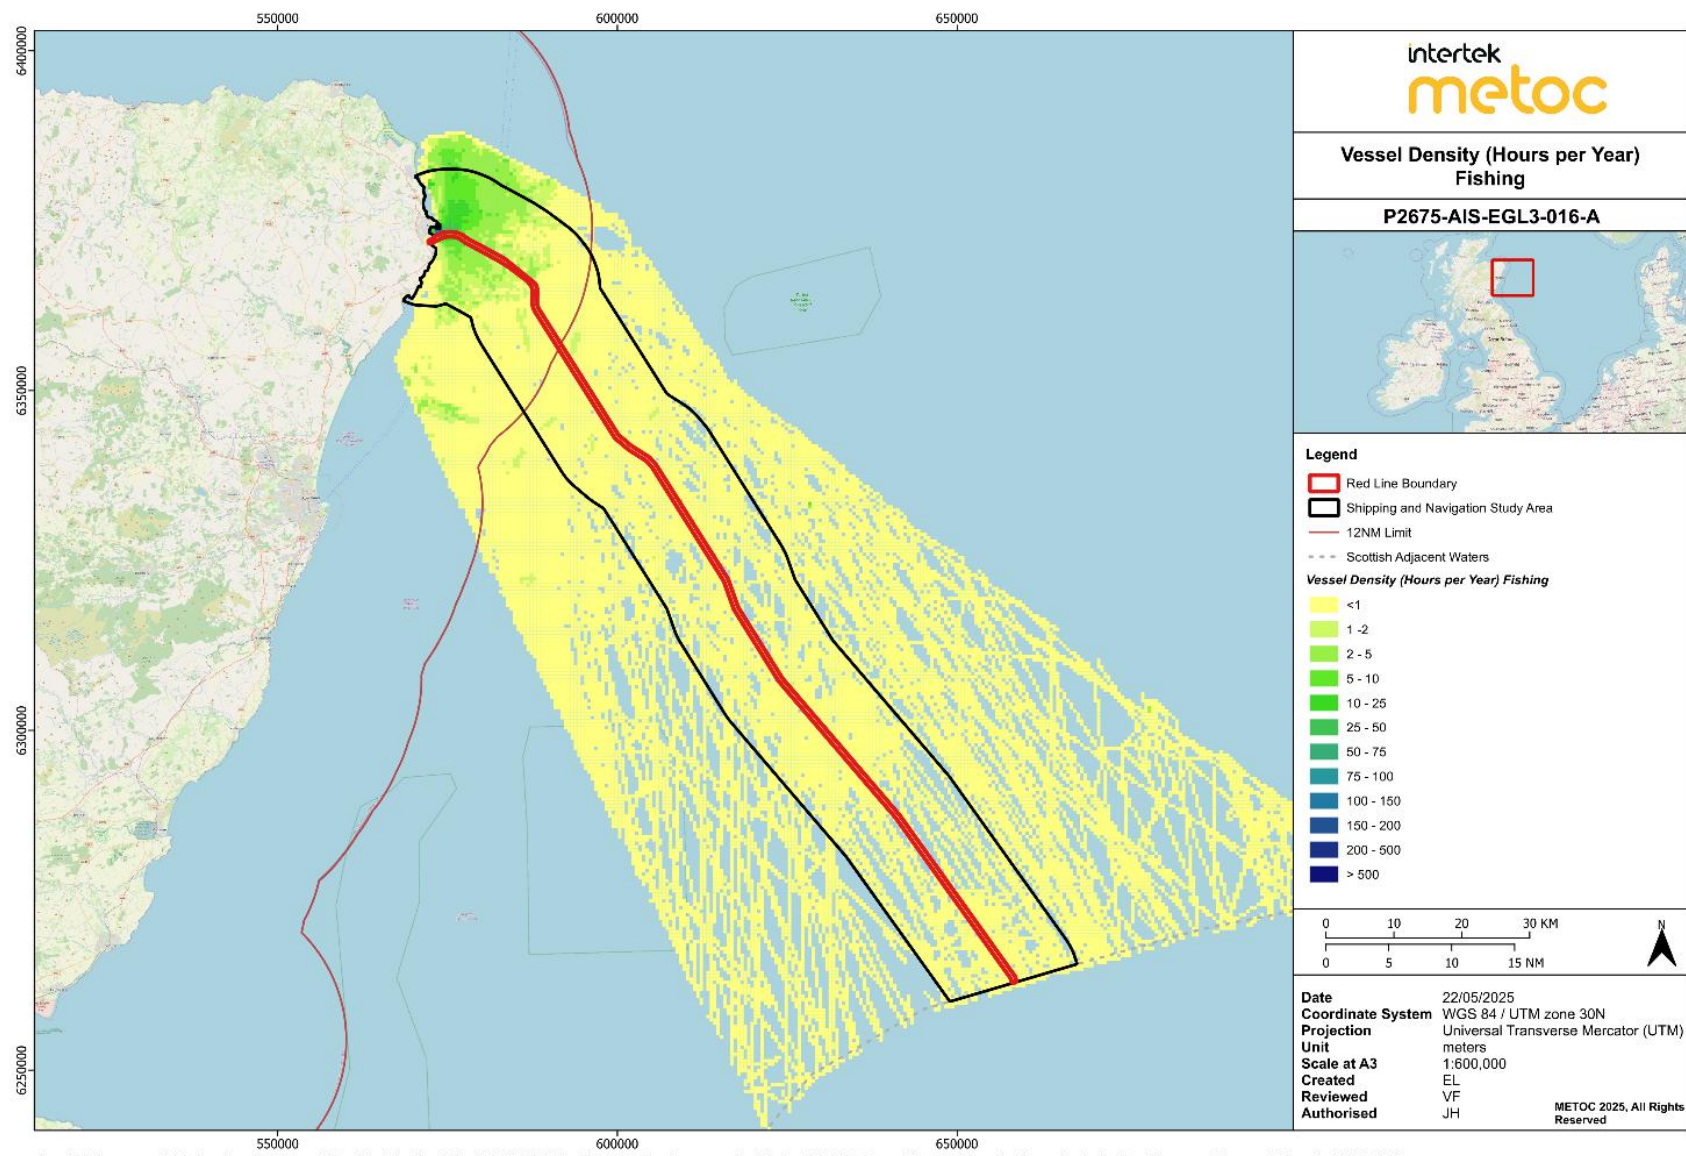 550000
600000
650000
6400000
6350000
6300000
6250000
550000
600000
650000
intertek
metoc
Vessel Density (Hours per Year)
Fishing
P2675-AIS-EGL3-016-A
Legend
Red Line Boundary
Shipping and Navigation Study Area
12NM Limit
Scottish Adjacent Waters
Vessel Density (Hours per Year) Fishing
<1
1 -2
2 - 5
5 - 10
10 - 25
25 - 50
50 - 75
75 - 100
100 - 150
150 - 200
200 - 500
> 500
0 10 20 30 KM
0 5 10 15 NM
N
Date 22/05/2025
Coordinate System WGS 84 / UTM zone 30N
Projection Universal Transverse Mercator (UTM)
Unit meters
Scale at A3 1:600,000
Created EL
Reviewed VF
Authorised JH
METOC 2025, All Rights
Reserved